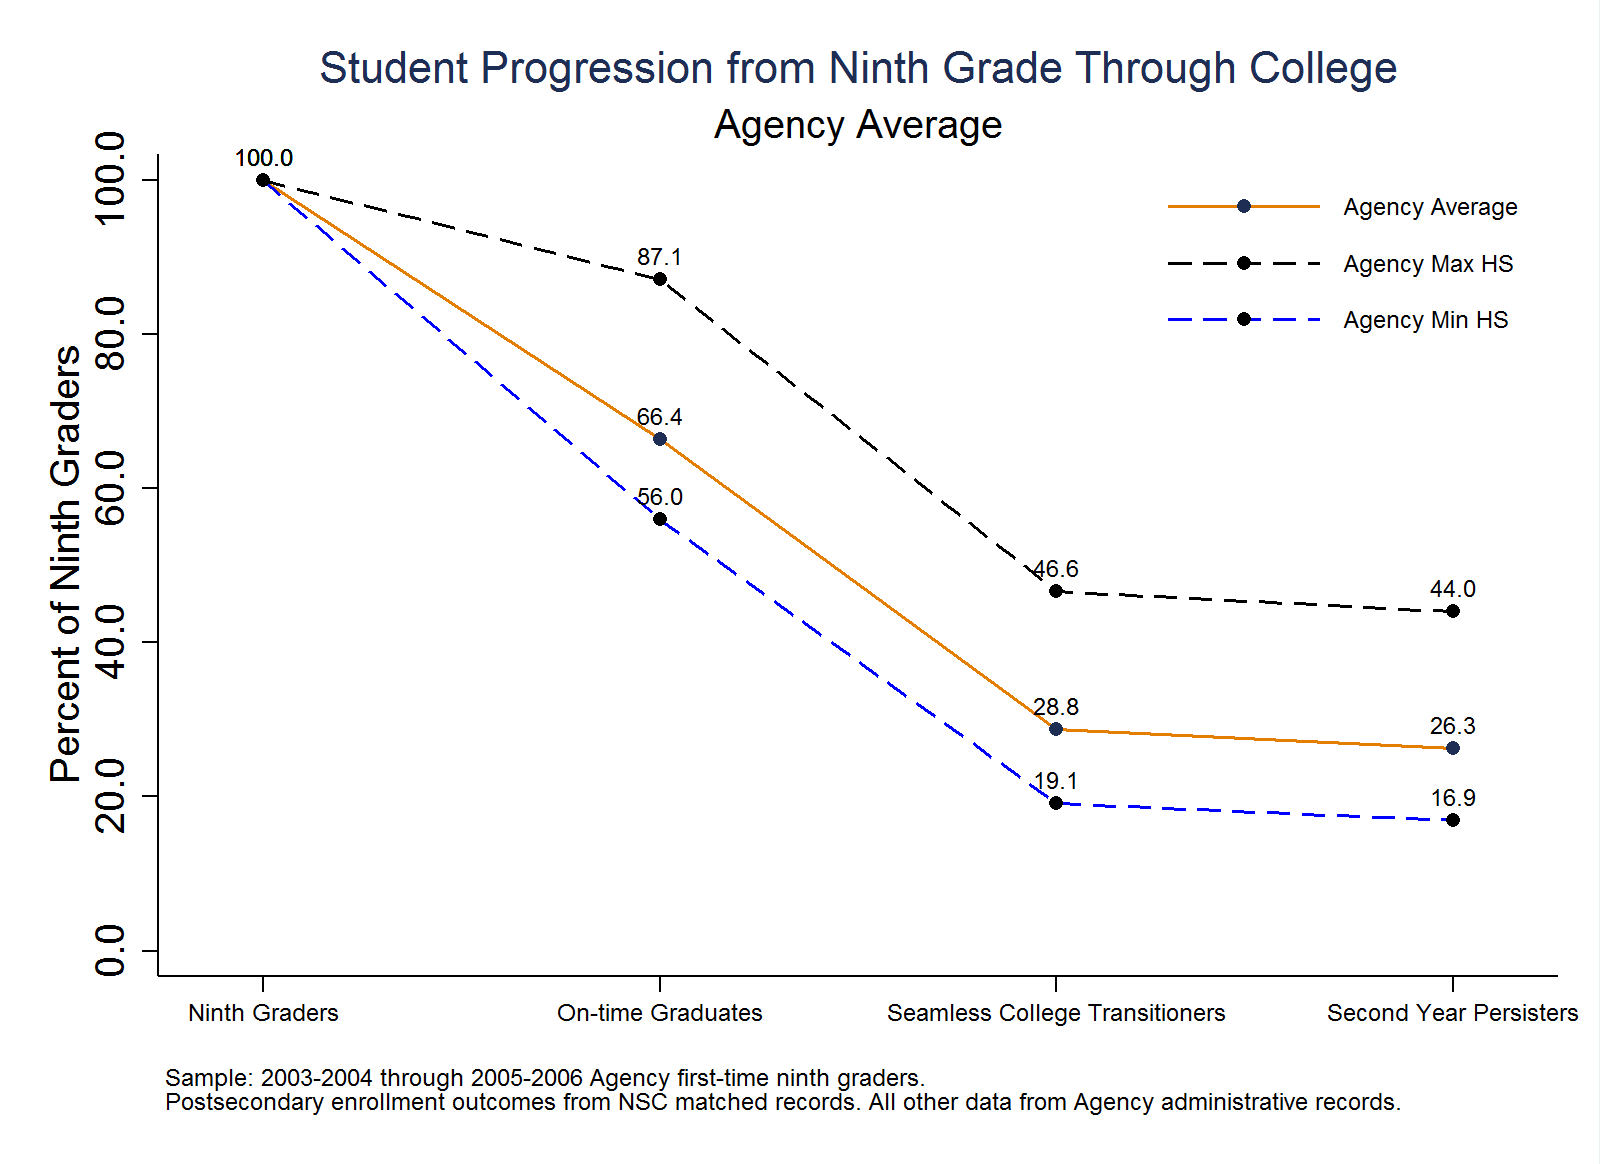 Student Progression from Ninth Grade Through College
Agency Average
Percent of Ninth Graders
100.0
80.0
60.0
40.0
20.0
0.0
100.0
87.1
66.4
56.0
46.6
28.8
19.1
44.0
26.3
16.9
Agency Average
Agency Max HS
Agency Min HS
Ninth Graders
On-time Graduates
Seamless College Transitioners
Second Year Persisters
Sample: 2003-2004 through 2005-2006 Agency first-time ninth graders.
Postsecondary enrollment outcomes from NSC matched records. All other data from Agency administrative records.